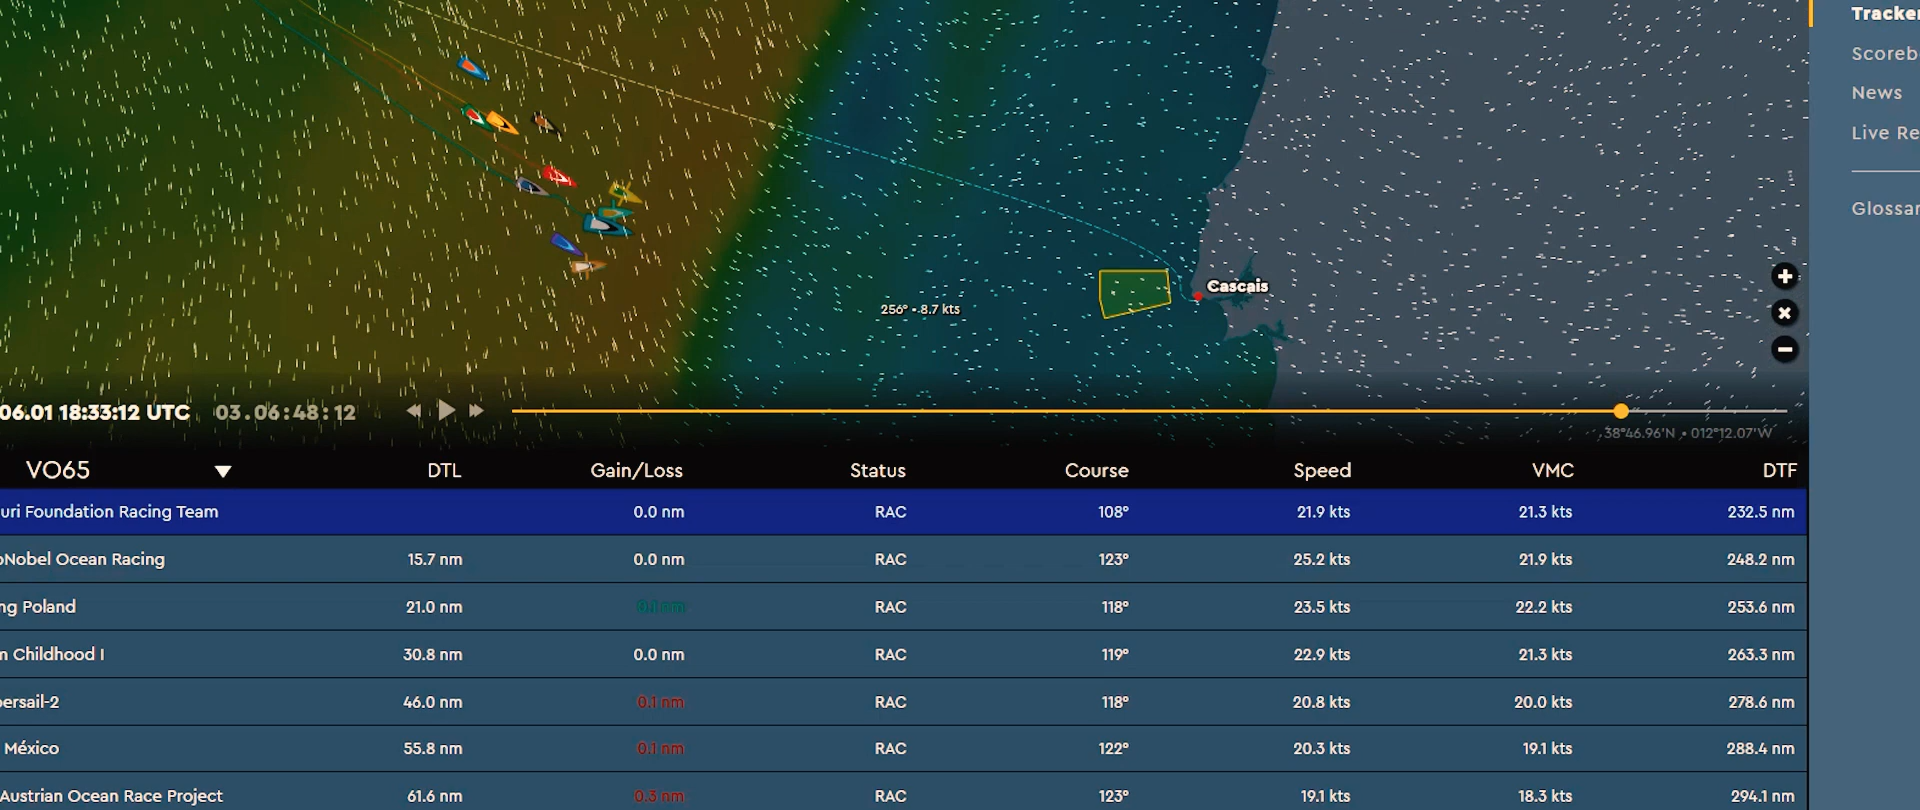 Tracker
Scoreb
News
Live Re
Glossar
Cascais
256° • 8.7 kts
06.01 18:33:12 UTC 03.06:48:12
38°46.96'N • 012°12.07'W
VO65 DTL Gain/Loss Status Course Speed VMC DTF
uri Foundation Racing Team 0.0 nm RAC 108° 21.9 kts 21.3 kts 232.5 nm
oNobel Ocean Racing 15.7 nm 0.0 nm RAC 123° 25.2 kts 21.9 kts 248.2 nm
ng Poland 21.0 nm 0.1 nm RAC 118° 23.5 kts 22.2 kts 253.6 nm
m Childhood I 30.8 nm 0.0 nm RAC 119° 22.9 kts 21.3 kts 263.3 nm
persail-2 46.0 nm 0.1 nm RAC 118° 20.8 kts 20.0 kts 278.6 nm
México 55.8 nm 0.1 nm RAC 122° 20.3 kts 19.1 kts 288.4 nm
Austrian Ocean Race Project 61.6 nm 0.3 nm RAC 123° 19.1 kts 18.3 kts 294.1 nm